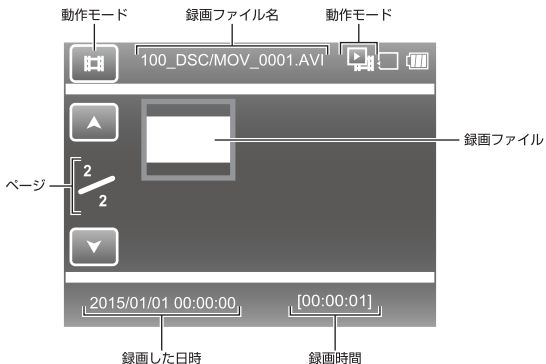 動作モード
録画ファイル名
動作モード
100_DSC/MOV_0001.AVI
録画ファイル
ページ
2
2
2015/01/01 00:00:00
[00:00:01]
録画した日時
録画時間